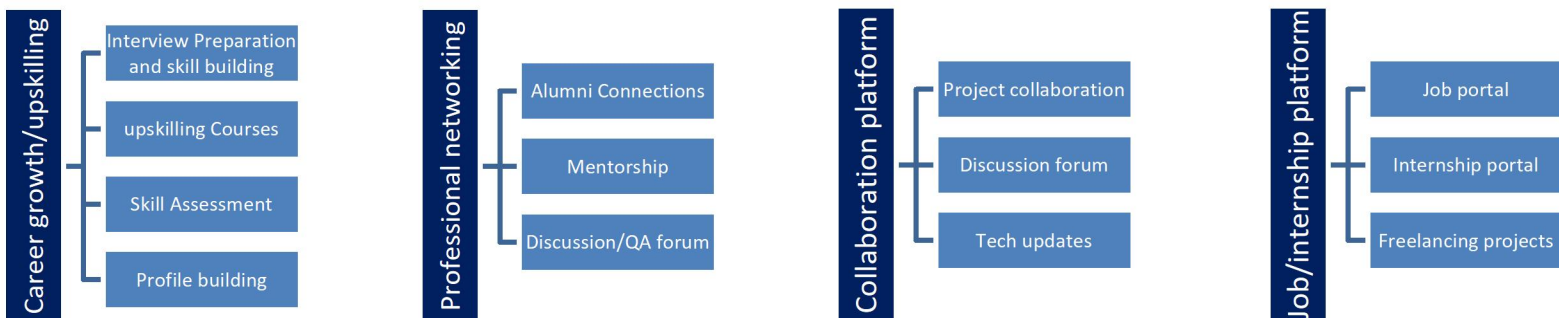 Career growth/upskilling
Interview Preparation
and skill building
upskilling Courses
Skill Assessment
Profile building
Professional networking
Alumni Connections
Mentorship
Discussion/QA forum
Collaboration platform
Project collaboration
Discussion forum
Tech updates
Job/internship platform
Job portal
Internship portal
Freelancing projects